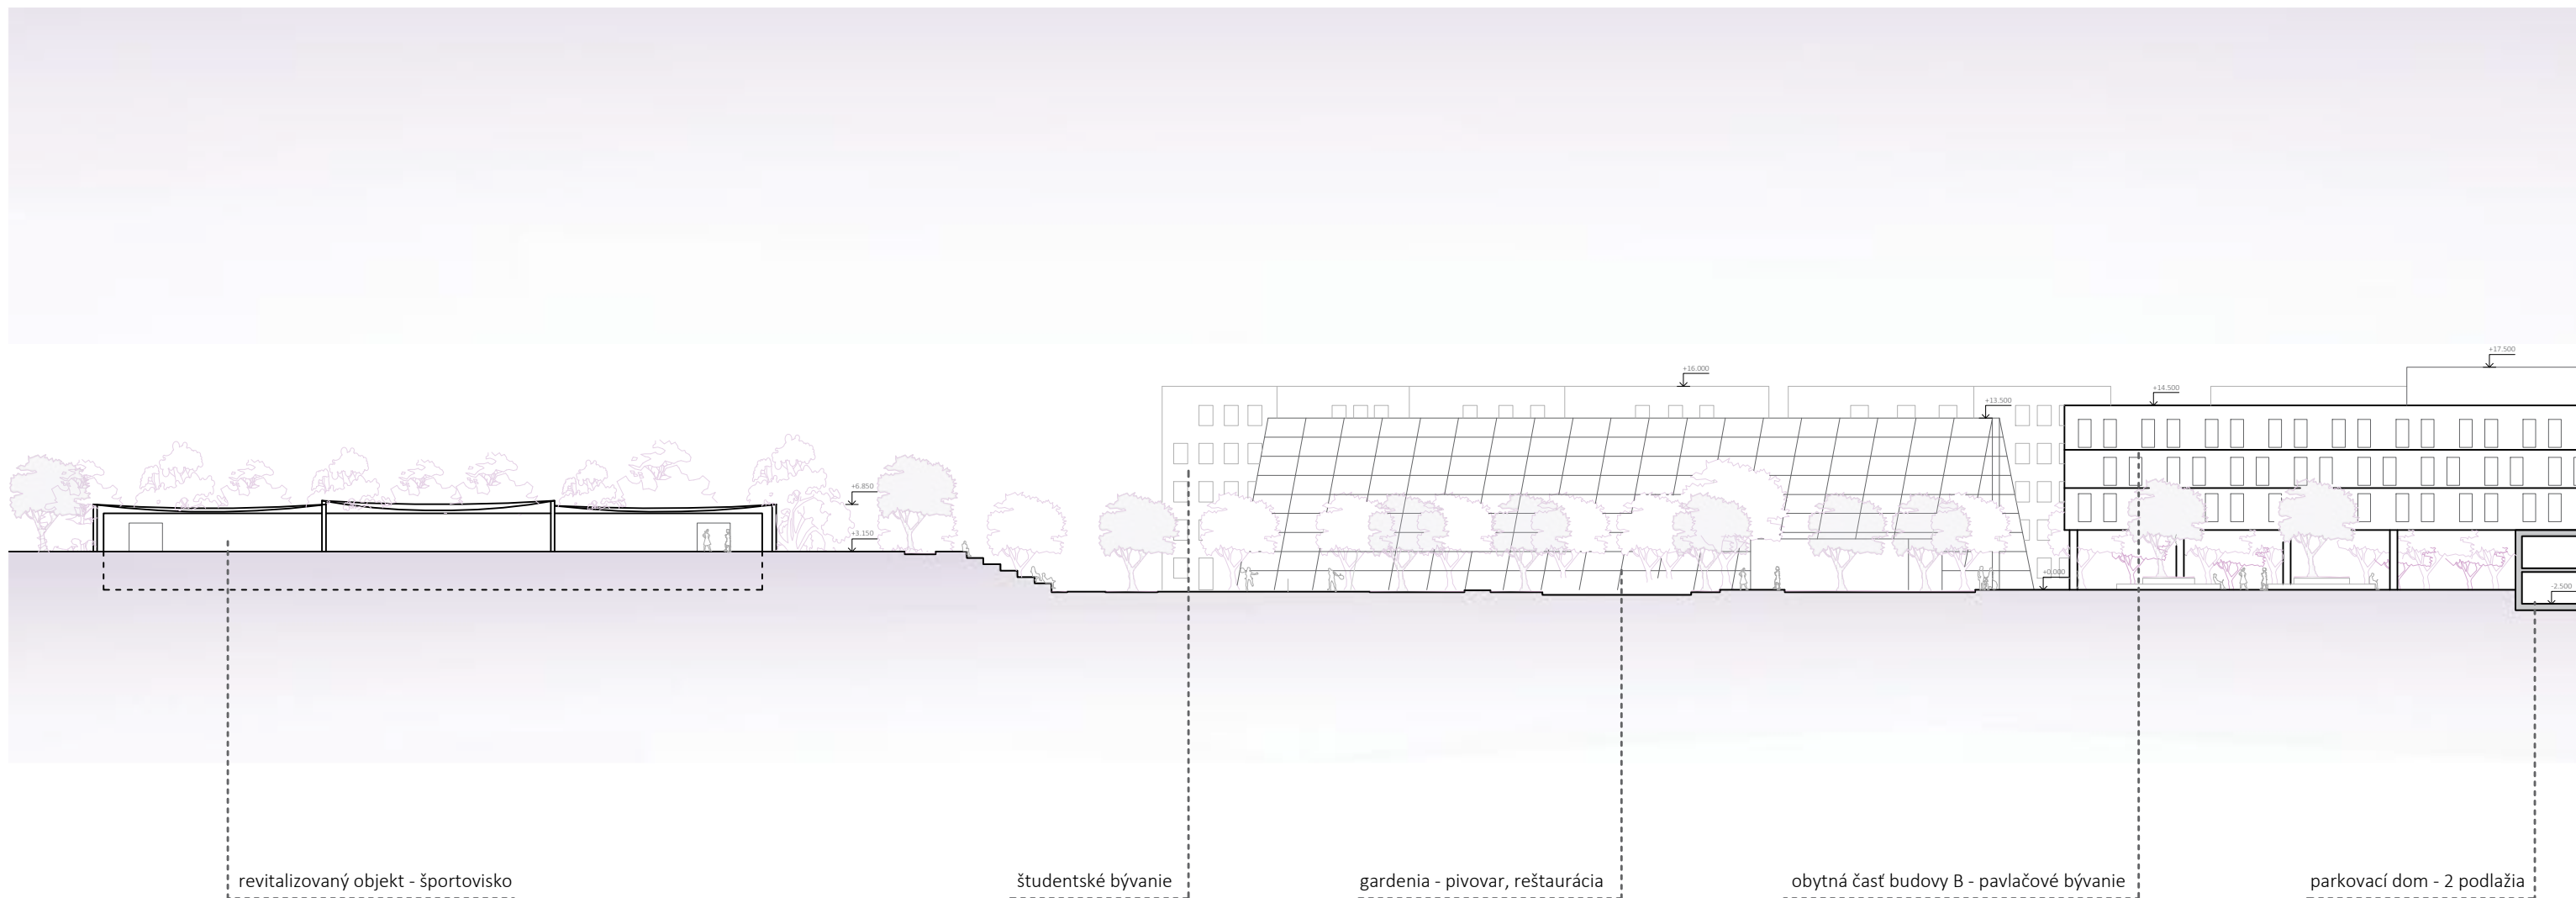 +17.500
+16.000
+14.500
+13.500
+6.850
+3.150
+0.000
-2.500
revitalizovaný objekt - športovisko
študentské bývanie
gardenia - pivovar, reštaurácia
obytná časť budovy B - pavlačové bývanie
parkovací dom - 2 podlažia